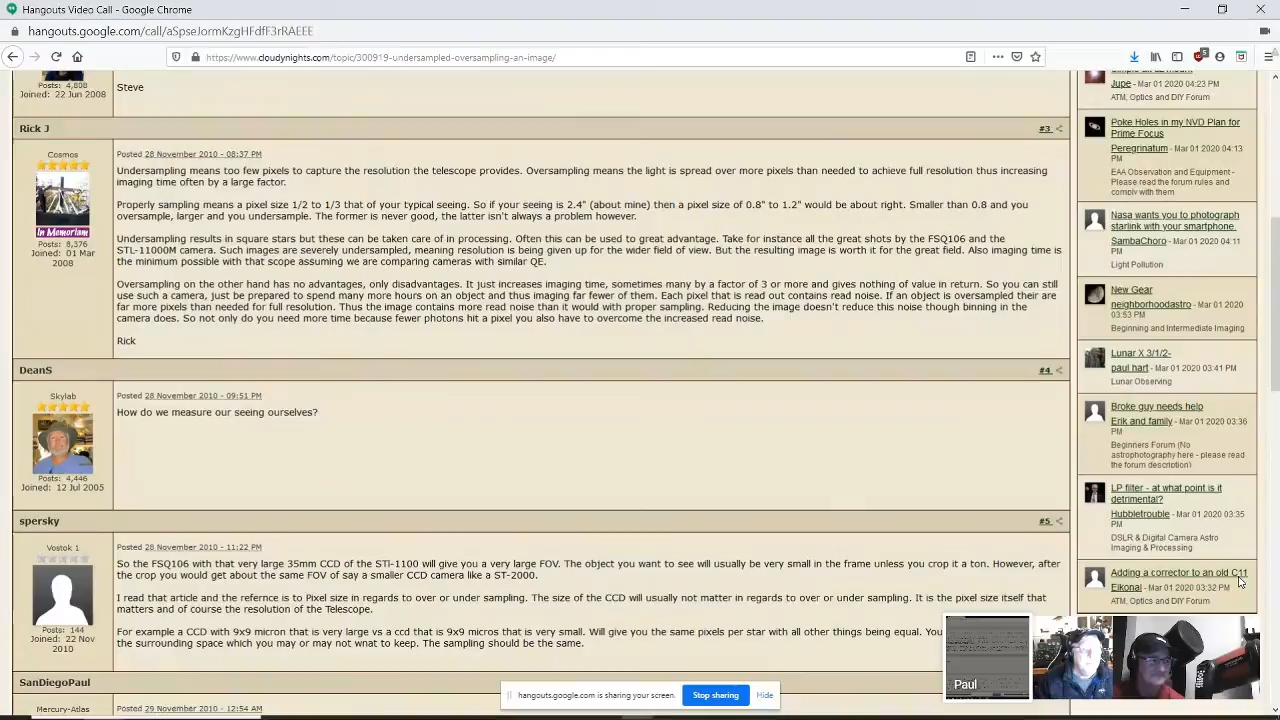 Hangouts Video Call - Google Chrome
hangouts.google.com/call/aSpseJormKzgHFdfF3rRAEEE
https://www.cloudynights.com/topic/300919-undersampled-oversampling-an-image/
5
Posts: 4,808
Joined: 22 Jun 2008
Steve
Rick J
#3
Cosmos
In Memoriam
Posts: 8,376
Joined: 01 Mar
2008
Posted 28 November 2010 - 08:37 PM
Undersampling means too few pixels to capture the resolution the telescope provides. Oversampling means the light is spread over more pixels than needed to achieve full resolution thus increasing
imaging time often by a large factor.
Properly sampling means a pixel size 1/2 to 1/3 that of your typical seeing. So if your seeing is 2.4" (about mine) then a pixel size of 0.8" to 1.2" would be about right. Smaller than 0.8 and you
oversample, larger and you undersample. The former is never good, the latter isn't always a problem however.
Undersampling results in square stars but these can be taken care of in processing. Often this can be used to great advantage. Take for instance all the great shots by the FSQ106 and the
STL-11000M camera. Such images are severely undersampled, meaning resolution is being given up for the wider field of view. But the resulting image is worth it for the great field. Also imaging time is
the minimum possible with that scope assuming we are comparing cameras with similar QE.
Oversampling on the other hand has no advantages, only disadvantages. It just increases imaging time, sometimes many by a factor of 3 or more and gives nothing of value in return. So you can still
use such a camera, just be prepared to spend many more hours on an object and thus imaging far fewer of them. Each pixel that is read out contains read noise. If an object is oversampled their are
far more pixels than needed for full resolution. Thus the image contains more read noise than it would with proper sampling. Reducing the image doesn't reduce this noise though binning in the
camera does. So not only do you need more time because fewer photons hit a pixel you also have to overcome the increased read noise.
Rick
DeanS
#4
Skylab
Posts: 4,446
Joined: 12 Jul 2005
Posted 28 November 2010 - 09:51 PM
How do we measure our seeing ourselves?
spersky
#5
Vostok 1
Posts: 144
Joined: 22 Nov
2010
Posted 28 November 2010 - 11:22 PM
So the FSQ106 with that very large 35mm CCD of the STl-1100 will give you a very large FOV. The object you want to see will usually be very small in the frame unless you crop it a ton. However, after
the crop you would get about the same FOV of say a smaller CCD camera like a ST-2000.
I read that article and the refernce is to Pixel size in regards to over or under sampling. The size of the CCD will usually not matter in regards to over or under sampling. It is the pixel size itself that
matters and of course the resolution of the Telescope.
For example a CCD with 9x9 micron that is very large vs a ccd that is 9x9 micros that is very small. Will give you the same pixels per star with all other things being equal.
the surrounding space which you may or may not wnat to keep. The sampling should be the same.
SanDiegoPaul
Mercury-Atlas
Posted 29 November 2010 - 12:54 AM
Jupe - Mar 01 2020 04:23 PM
ATM, Optics and DIY Forum
Poke Holes in my NVD Plan for
Prime Focus
Peregrinatum - Mar 01 2020 04:13
PM
EAA Observation and Equipment -
Please read the forum rules and
comply with them
Nasa wants you to photograph
starlink with your smartphone.
SambaChoro - Mar 01 2020 04:11
PM
Light Pollution
New Gear
neighborhoodastro - Mar 01 2020
03:53 PM
Beginning and Intermediate Imaging
Lunar X 3/1/2-
paul hart - Mar 01 2020 03:41 PM
Lunar Observing
Broke guy needs help
Erik and family - Mar 01 2020 03:36
PM
Beginners Forum (No
astrophotography here - please read
the forum description)
LP filter - at what point is it
detrimental?
Hubbletrouble - Mar 01 2020 03:35
PM
DSLR & Digital Camera Astro
Imaging & Processing
Adding a corrector to an old C11
Eikonal - Mar 01 2020 03:32 PM
ATM, Optics and DIY Forum
Paul
hangouts.google.com is sharing your screen.
Stop sharing
Hide